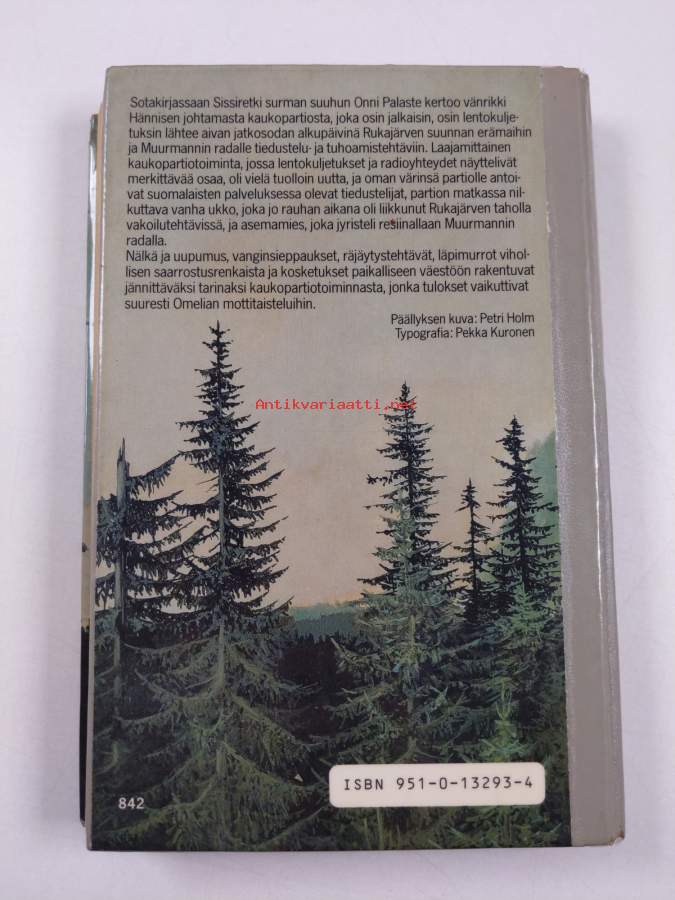 Sotakirjassaan Sissiretki surman suuhun Onni Palaste kertoo vänrikki
Hännisen johtamasta kaukopartiosta, joka osin jalkaisin, osin lentokulje-
tuksin lähtee aivan jatkosodan alkupäivinä Rukajärven suunnan erämaihin
ja Muurmannin radalle tiedustelu- ja tuhoamistehtäviin. Laajamittainen
kaukopartiotoiminta, jossa lentokuljetukset ja radioyhteydet näyttelivät
merkittävää osaa, oli vielä tuolloin uutta, ja oman värinsä partiolle antoi-
vat suomalaisten palveluksessa olevat tiedustelijat, partion matkassa nil-
kuttava vanha ukko, joka jo rauhan aikana oli liikkunut Rukajärven taholla
vakoilutehtävissä, ja asemamies, joka jyristeli resiinallaan Muurmannin
radalla.
Nälkä ja uupumus, vanginsieppaukset, räjäytystehtävät, läpimurrot vihol-
lisen saarrostusrenkaista ja kosketukset paikalliseen väestöön rakentuvat
jännittäväksi tarinaksi kaukopartiotoiminnasta, jonka tulokset vaikuttivat
suuresti Omelian mottitaisteluihin.
Päällyksen kuva: Petri Holm
Typografia: Pekka Kuronen
Antikvariaatti.net
ISBN 951-0-13293-4
842